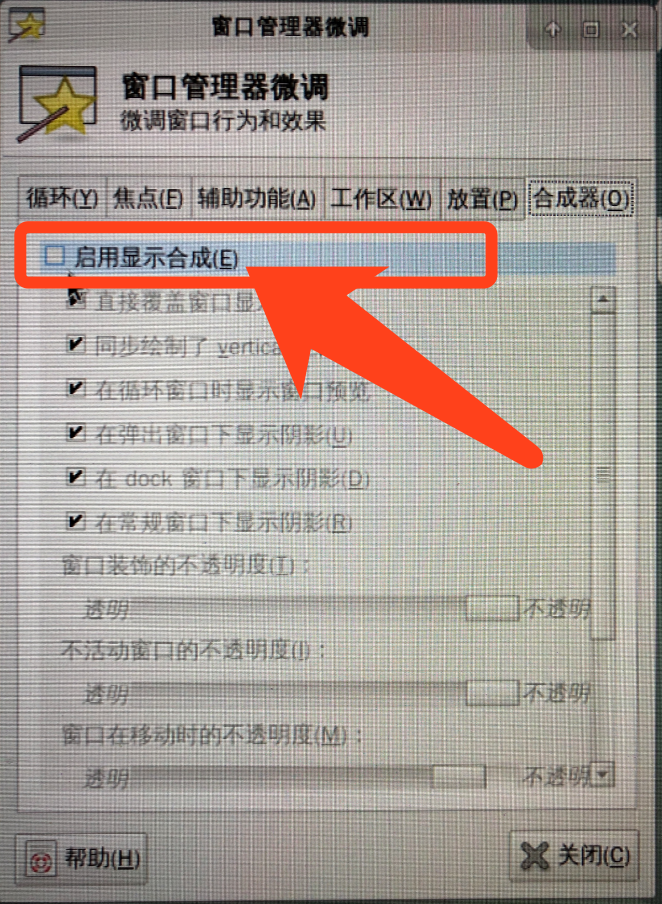 窗口管理器微调
窗口管理器微调
微调窗口行为和效果
循环(Y) 焦点(F) 辅助功能(A) 工作区(W) 放置(P) 合成器(O)
启用显示合成(E)
直接覆盖窗口显
同步绘制了 vertica
在循环窗口时显示窗口预览
在弹出窗口下显示阴影(U)
在 dock 窗口下显示阴影(D)
在常规窗口下显示阴影(R)
窗口装饰的不透明度(T)：
透明 不透明
不活动窗口的不透明度(I)：
透明 不透明
窗口在移动时的不透明度(M)：
透明 不透明
帮助(H) 关闭(C)